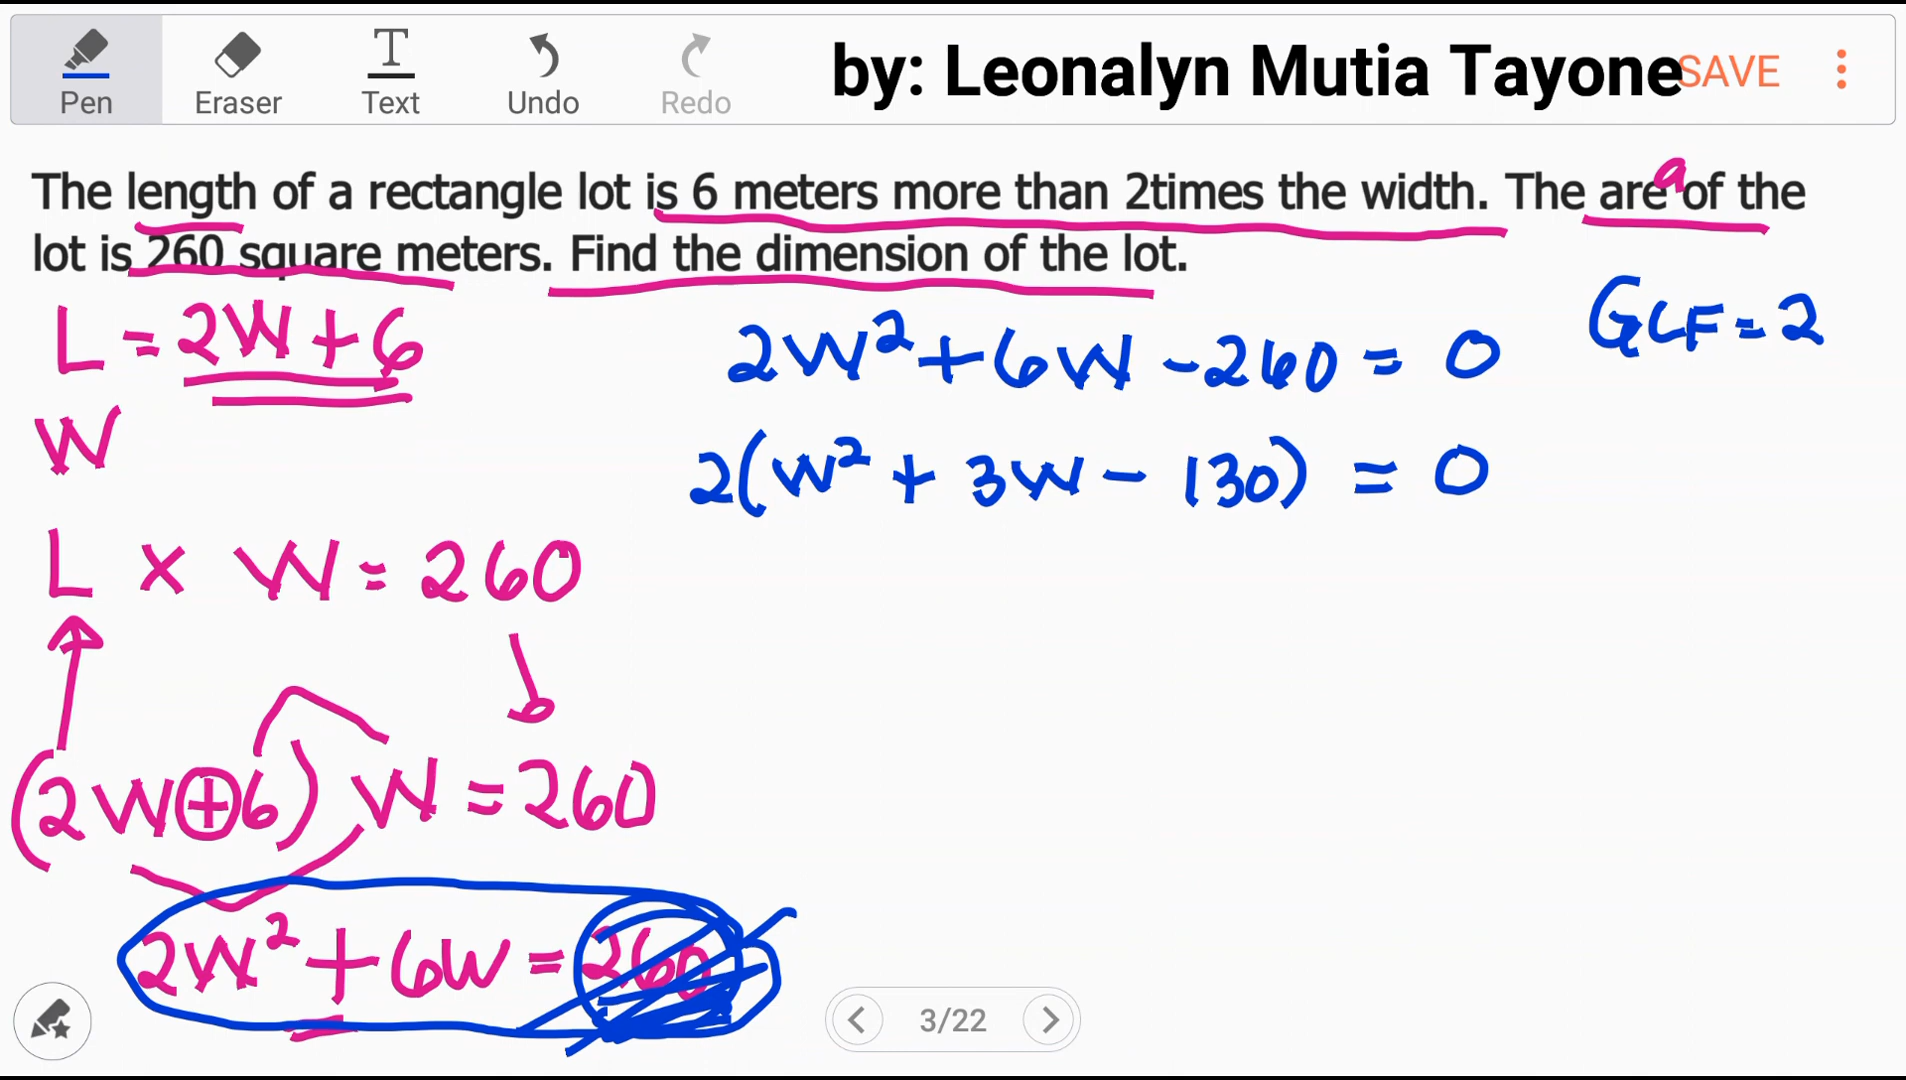 Pen Eraser Text Undo Redo by: Leonalyn Mutia Tayone SAVE
The length of a rectangle lot is 6 meters more than 2times the width. The area of the
lot is 260 square meters. Find the dimension of the lot.
L = 2W + 6
W
L × W = 260
(2W + 6) W = 260
2W² + 6W = 260
GCF = 2
2W² + 6W - 260 = 0
2(W² + 3W - 130) = 0
3/22